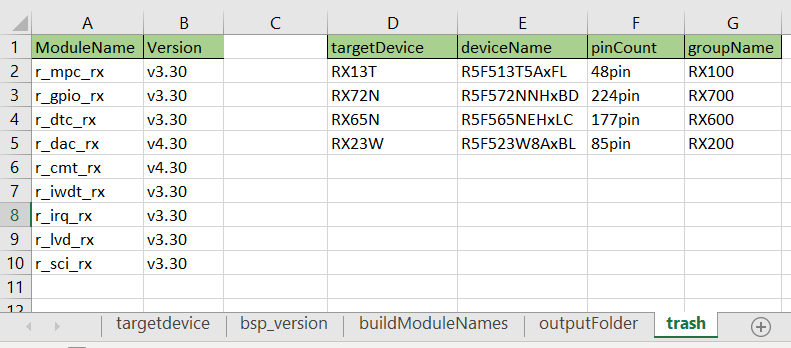 A B C D E F G
1 ModuleName Version targetDevice deviceName pinCount groupName
2 r_mpc_rx v3.30 RX13T R5F513T5AxFL 48pin RX100
3 r_gpio_rx v3.30 RX72N R5F572NNHxBD 224pin RX700
4 r_dtc_rx v3.30 RX65N R5F565NEHxLC 177pin RX600
5 r_dac_rx v4.30 RX23W R5F523W8AxBL 85pin RX200
6 r_cmt_rx v4.30
7 r_iwdt_rx v3.30
8 r_irq_rx v3.30
9 r_lvd_rx v3.30
10 r_sci_rx v3.30
11
12
targetdevice bsp_version buildModuleNames outputFolder trash